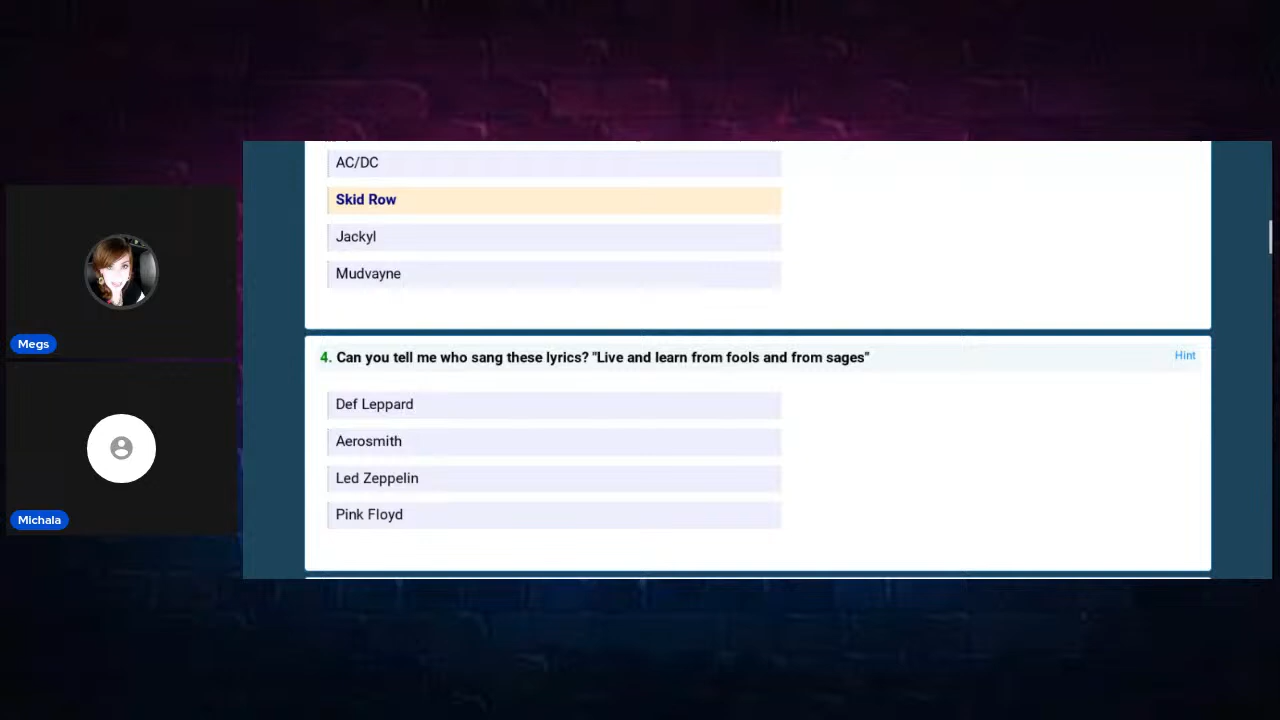 AC/DC
Skid Row
Jackyl
Mudvayne
Megs
4. Can you tell me who sang these lyrics? "Live and learn from fools and from sages"
Hint
Def Leppard
Aerosmith
Led Zeppelin
Pink Floyd
Michala